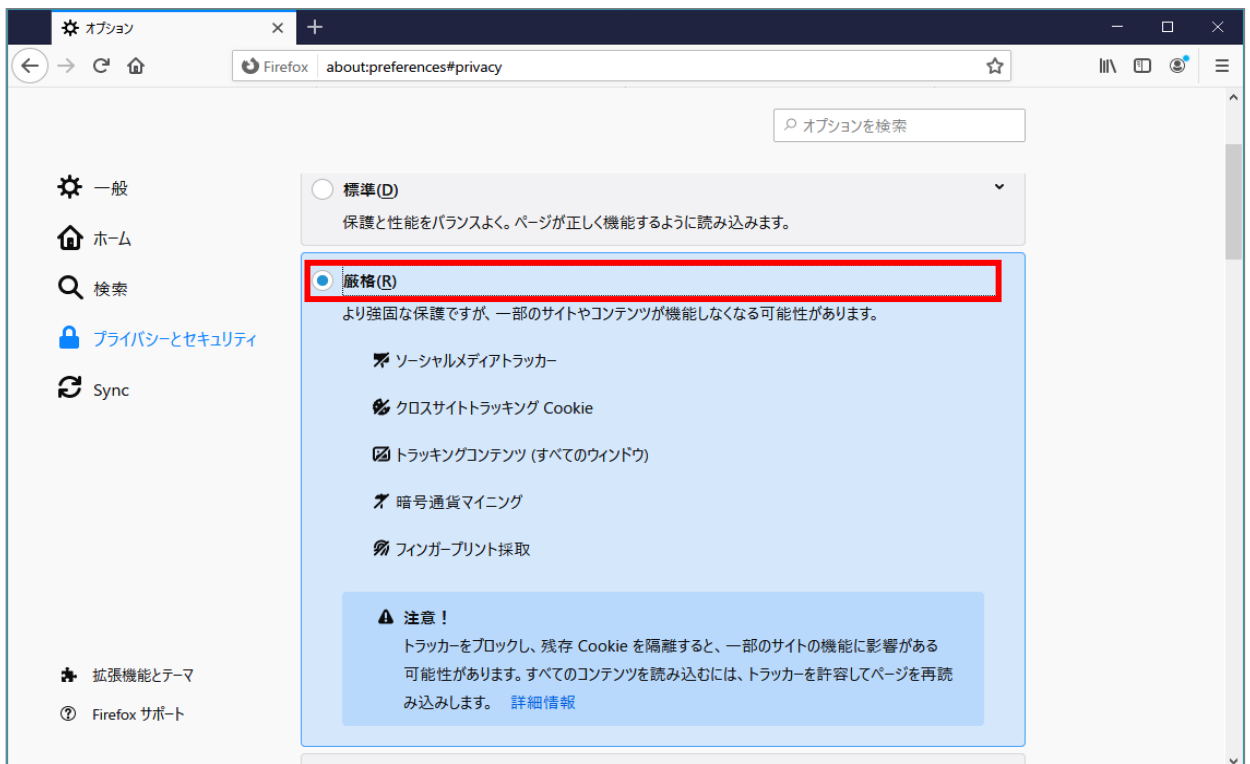 オプション
Firefox about:preferences#privacy
オプションを検索
一般
ホーム
検索
プライバシーとセキュリティ
Sync
拡張機能とテーマ
Firefox サポート
標準(D)
保護と性能をバランスよく。ページが正しく機能するように読み込みます。
厳格(R)
より強固な保護ですが、一部のサイトやコンテンツが機能しなくなる可能性があります。
ソーシャルメディアトラッカー
クロスサイトトラッキング Cookie
トラッキングコンテンツ (すべてのウィンドウ)
暗号通貨マイニング
フィンガープリント採取
注意！
トラッカーをブロックし、残存 Cookie を隔離すると、一部のサイトの機能に影響がある
可能性があります。すべてのコンテンツを読み込むには、トラッカーを許容してページを再読
み込みします。 詳細情報